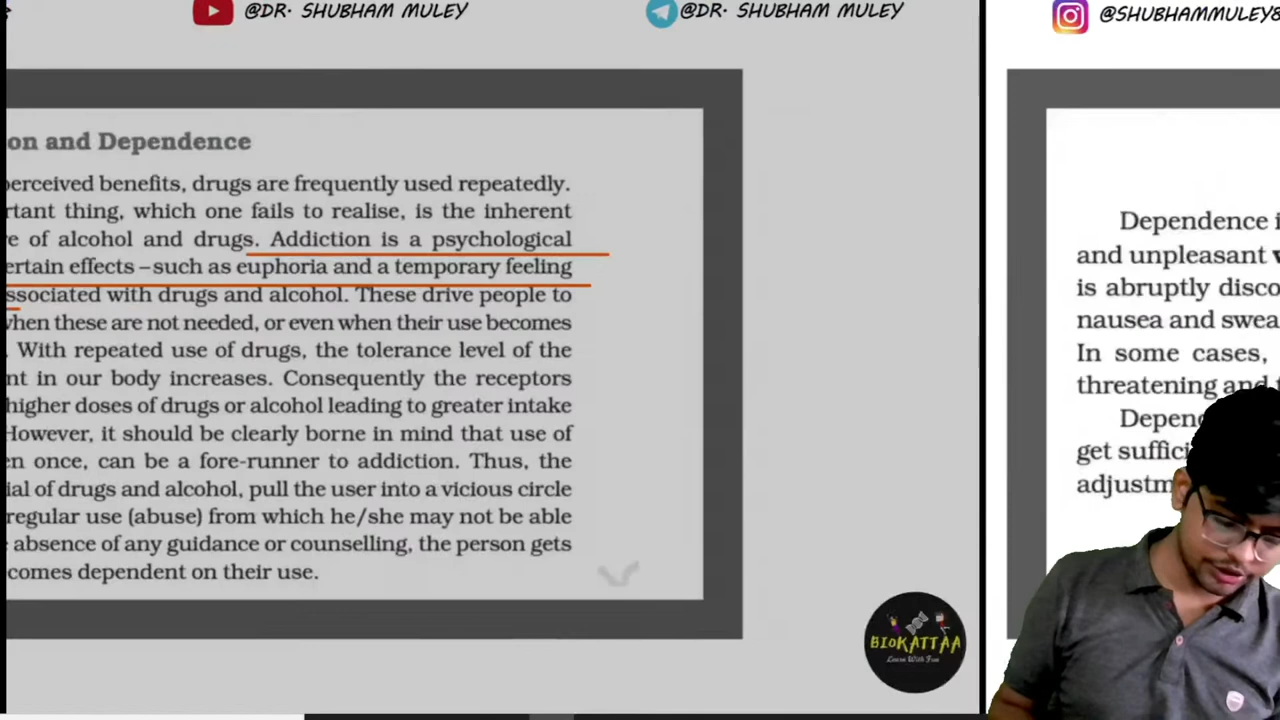 @DR. SHUBHAM MULEY
@DR. SHUBHAM MULEY
@SHUBHAMMULEY8
on and Dependence
perceived benefits, drugs are frequently used repeatedly.
rtant thing, which one fails to realise, is the inherent
e of alcohol and drugs. Addiction is a psychological
ertain effects –such as euphoria and a temporary feeling
ssociated with drugs and alcohol. These drive people to
when these are not needed, or even when their use becomes
. With repeated use of drugs, the tolerance level of the
nt in our body increases. Consequently the receptors
higher doses of drugs or alcohol leading to greater intake
However, it should be clearly borne in mind that use of
en once, can be a fore-runner to addiction. Thus, the
ial of drugs and alcohol, pull the user into a vicious circle
regular use (abuse) from which he/she may not be able
absence of any guidance or counselling, the person gets
comes dependent on their use.
BIOKATTAA
Learn With Fun
Dependence i
and unpleasant w
is abruptly disco
nausea and swea
In some cases,
threatening and f
Depend
get suffici
adjustm